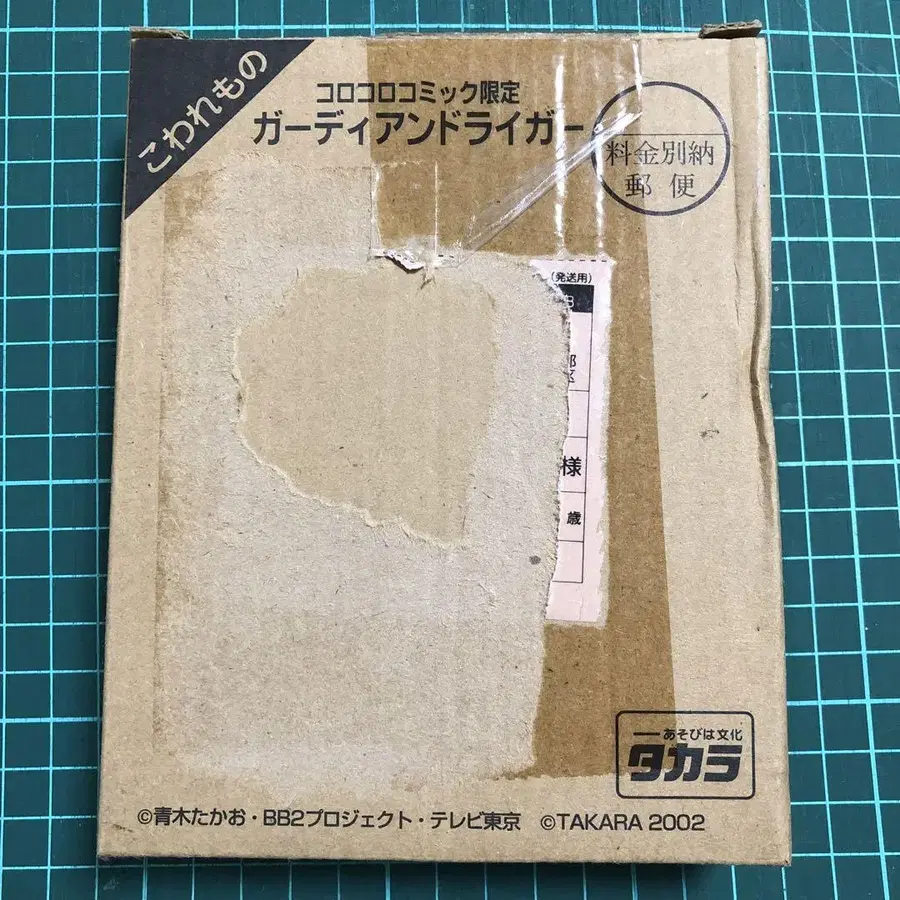 こわれもの
コロコロコミック限定
ガーディアンドライガー
料金別納
郵便
(発送用)
様
歳
あそびは文化
タカラ
©青木たかお・BB2プロジェクト・テレビ東京 ©TAKARA 2002